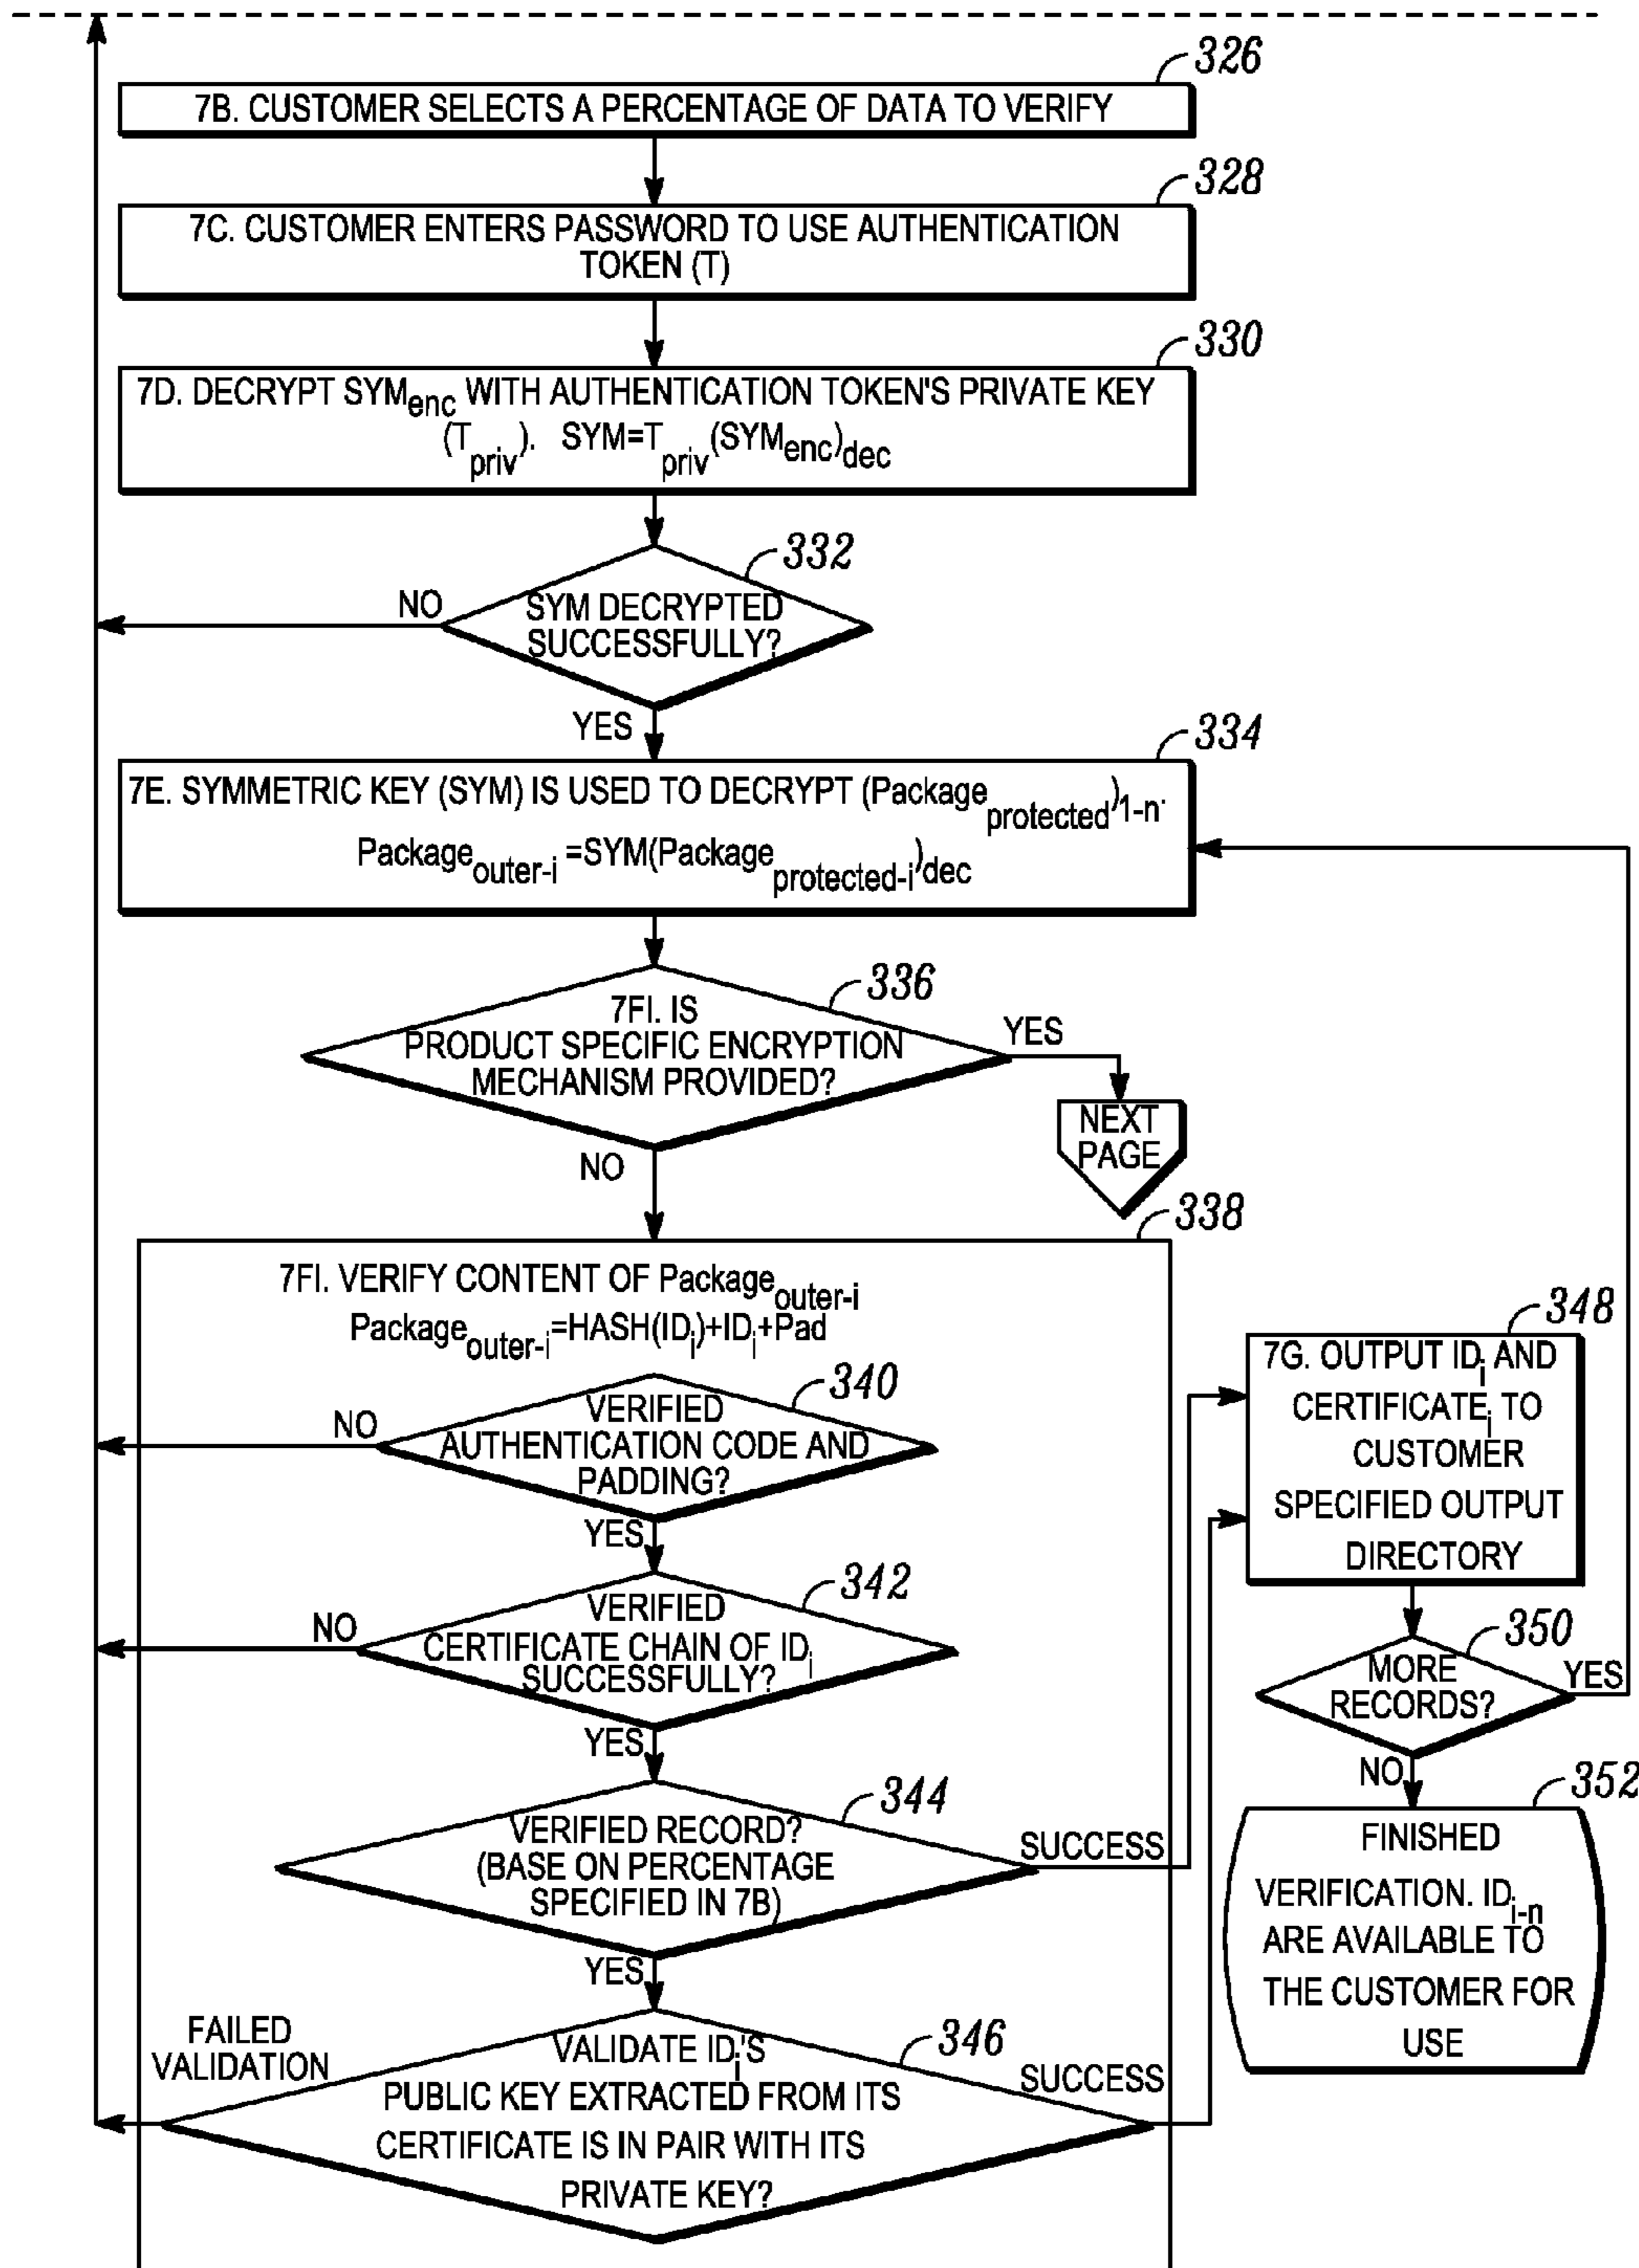 326
7B. CUSTOMER SELECTS A PERCENTAGE OF DATA TO VERIFY
328
7C. CUSTOMER ENTERS PASSWORD TO USE AUTHENTICATION
TOKEN (T)
330
7D. DECRYPT SYMenc WITH AUTHENTICATION TOKEN'S PRIVATE KEY
(Tpriv). SYM=Tpriv(SYMenc)dec
332
SYM DECRYPTED
SUCCESSFULLY?
NO
YES
334
7E. SYMMETRIC KEY (SYM) IS USED TO DECRYPT (Packageprotected)1-n.
Packageouter-i =SYM(Packageprotected-i)dec
336
7FI. IS
PRODUCT SPECIFIC ENCRYPTION
MECHANISM PROVIDED?
YES
NEXT
PAGE
NO
338
7FI. VERIFY CONTENT OF Packageouter-i
Packageouter-i=HASH(IDi)+IDi+Pad
340
VERIFIED
AUTHENTICATION CODE AND
PADDING?
NO
YES
342
VERIFIED
CERTIFICATE CHAIN OF IDi
SUCCESSFULLY?
NO
YES
344
VERIFIED RECORD?
(BASE ON PERCENTAGE
SPECIFIED IN 7B)
SUCCESS
YES
346
VALIDATE IDi'S
PUBLIC KEY EXTRACTED FROM ITS
CERTIFICATE IS IN PAIR WITH ITS
PRIVATE KEY?
FAILED
VALIDATION
SUCCESS
348
7G. OUTPUT IDi AND
CERTIFICATEi TO
CUSTOMER
SPECIFIED OUTPUT
DIRECTORY
350
MORE
RECORDS?
YES
NO
352
FINISHED
VERIFICATION. IDi-n
ARE AVAILABLE TO
THE CUSTOMER FOR
USE